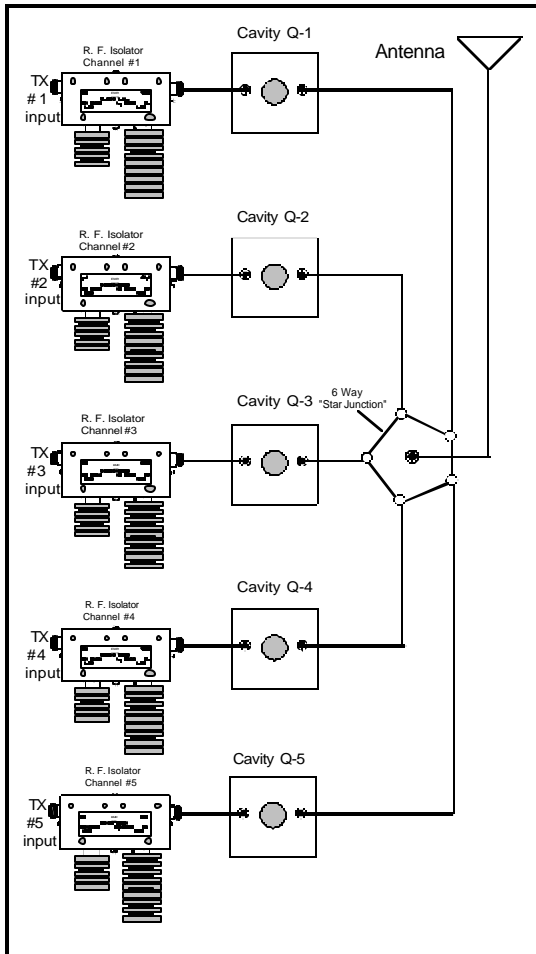 Cavity Q-1
Antenna
R. F. Isolator
Channel #1
TX
#1
input
Cavity Q-2
R. F. Isolator
Channel #2
TX
#2
input
6 Way
"Star Junction"
Cavity Q-3
R. F. Isolator
Channel #3
TX
#3
input
Cavity Q-4
R. F. Isolator
Channel #4
TX
#4
input
Cavity Q-5
R. F. Isolator
Channel #5
TX
#5
input